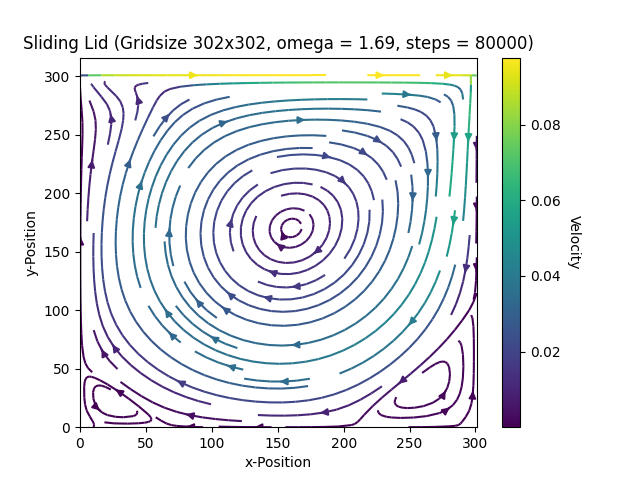 Sliding Lid (Gridsize 302x302, omega = 1.69, steps = 80000)
300
250
200
150
100
50
0
y-Position
0 50 100 150 200 250 300
x-Position
0.08
0.06
0.04
0.02
Velocity